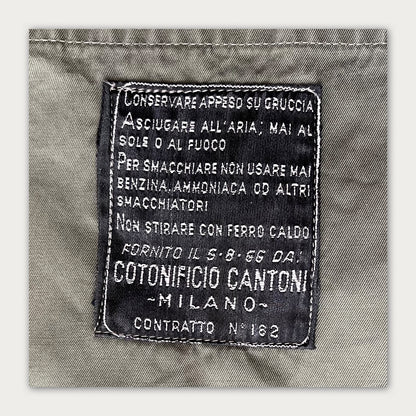 CONSERVARE APPESO SU GRUCCIA
ASCIUGARE ALL'ARIA; MAI AL
SOLE O AL FUOCO
PER SMACCHIARE NON USARE MAI
BENZINA, AMMONIACA OD ALTRI
SMACCHIATORI
NON STIRARE CON FERRO CALDO
FORNITO IL 5-8-66 DA:
COTONIFICIO CANTONI
-MILANO-
CONTRATTO N° 182